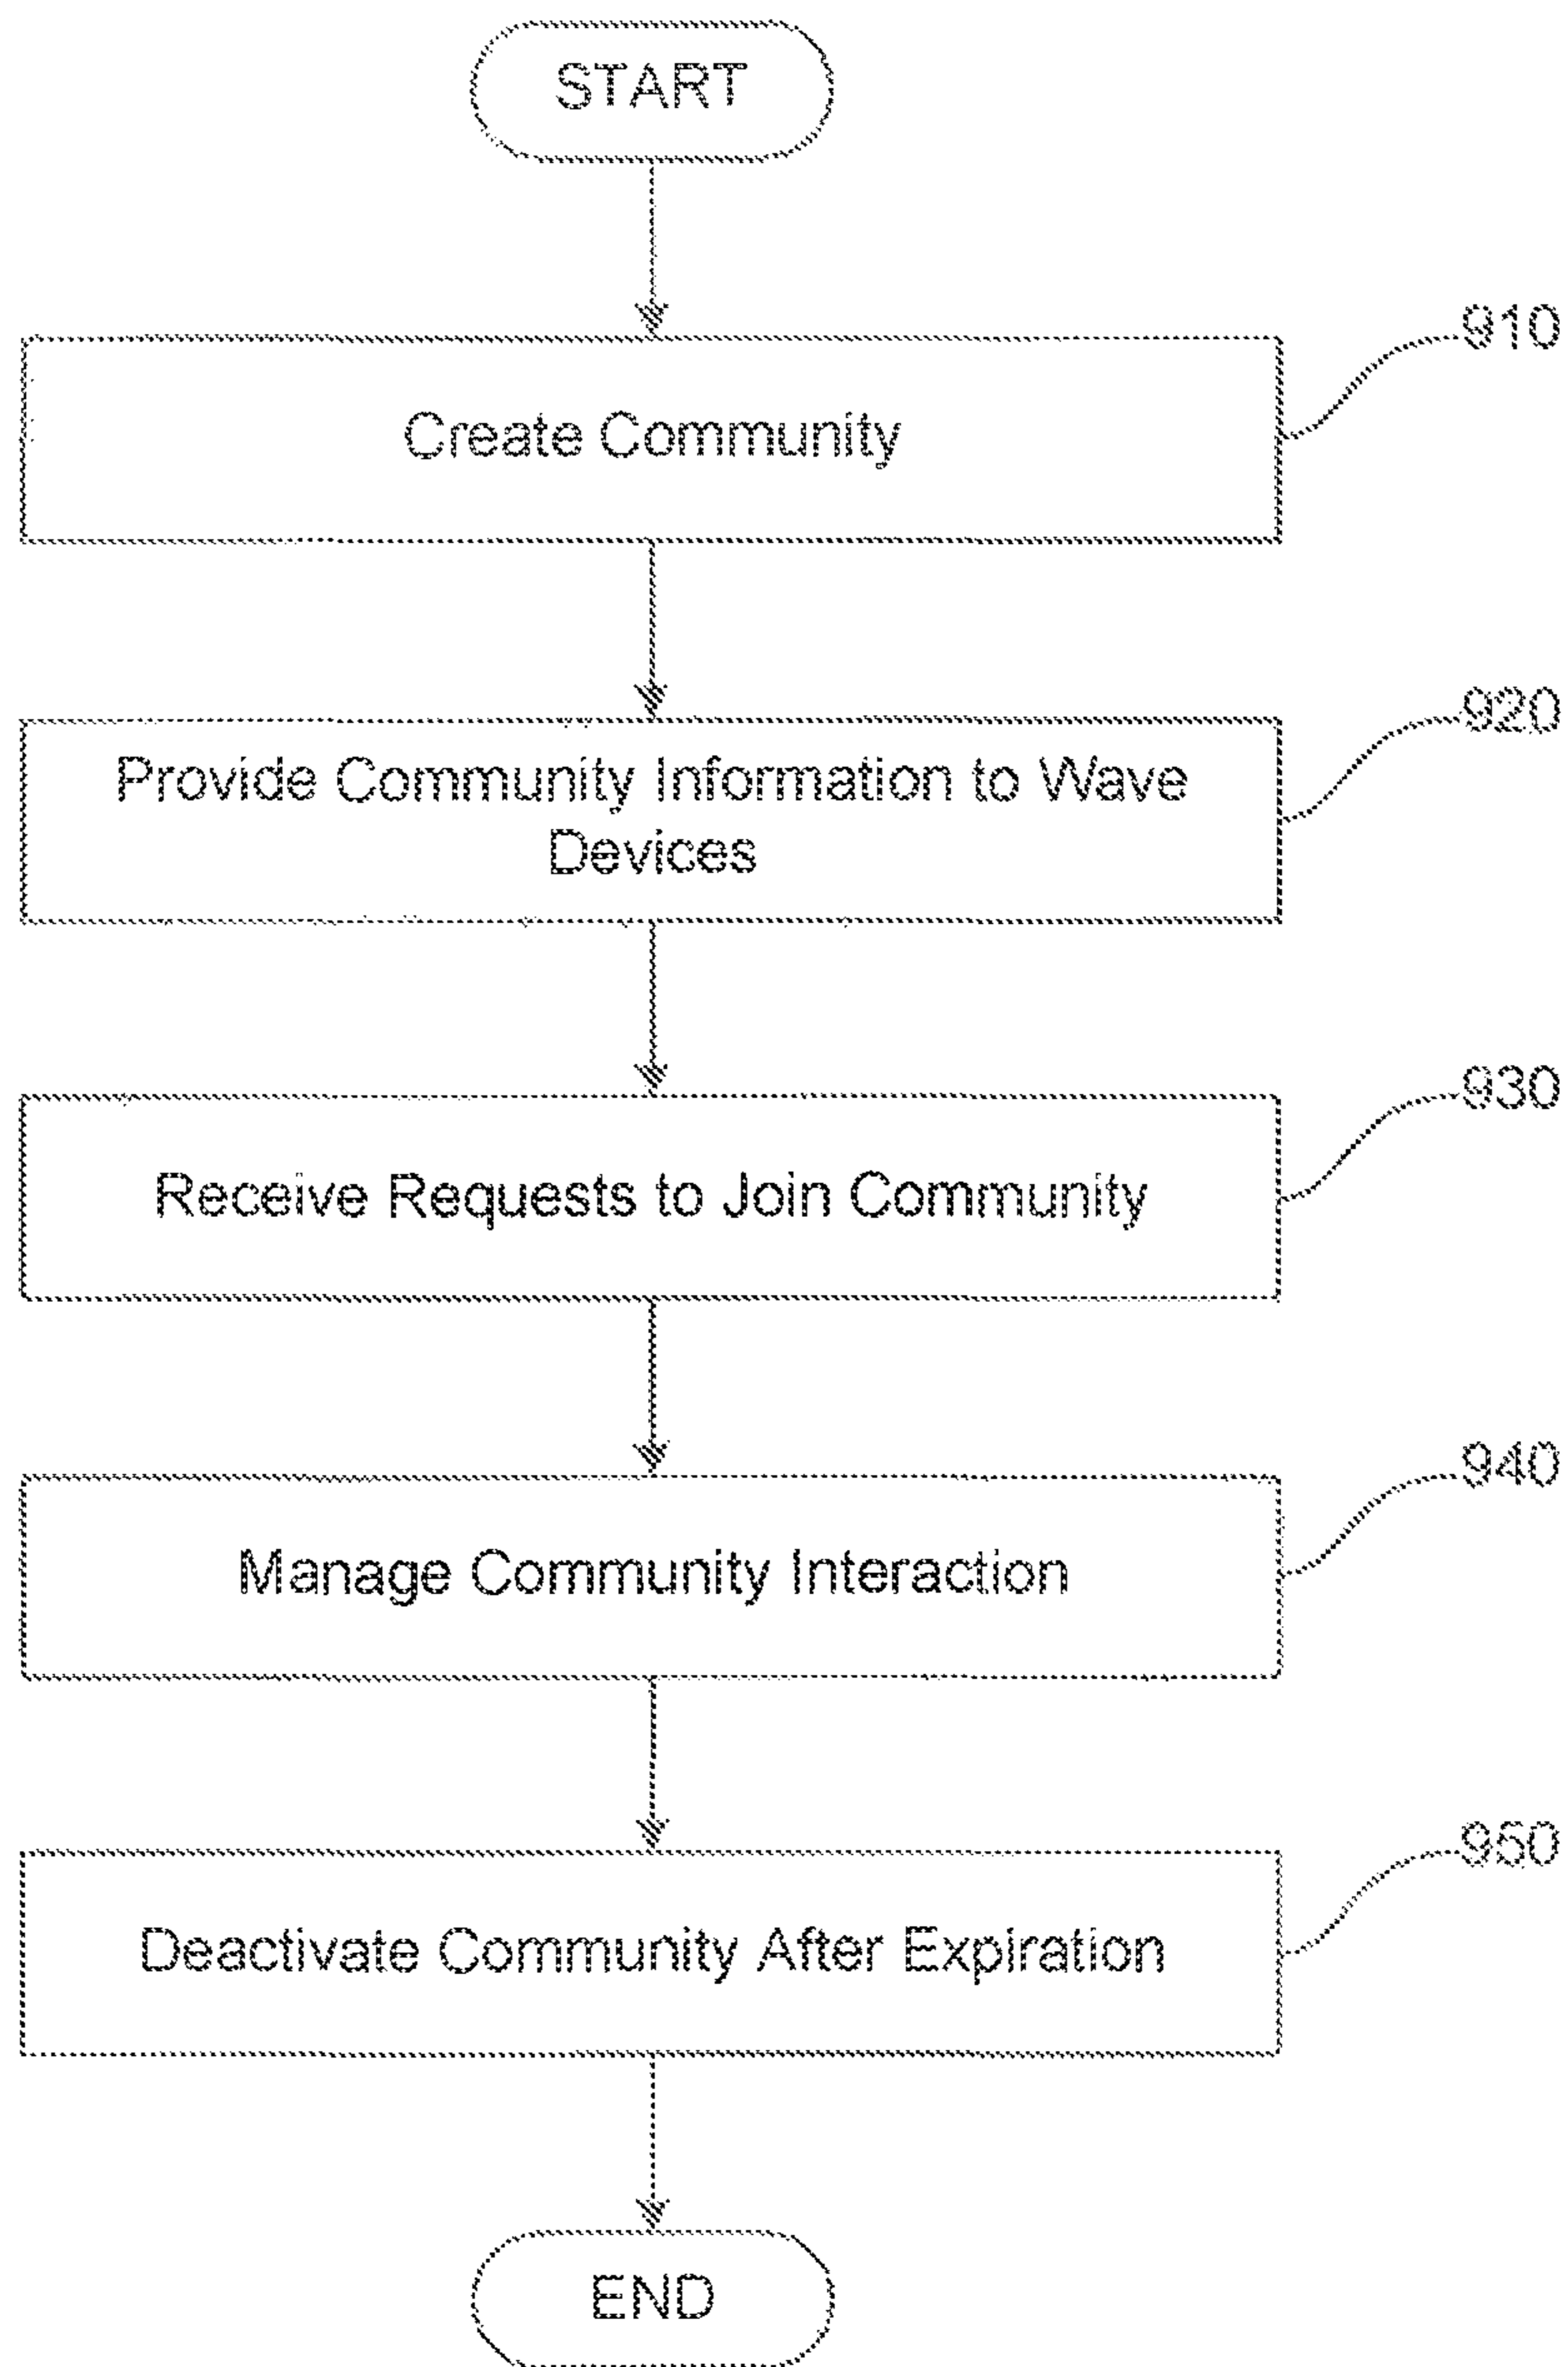 START
910
Create Community
920
Provide Community Information to Wave
Devices
930
Receive Requests to Join Community
940
Manage Community Interaction
950
Deactivate Community After Expiration
END